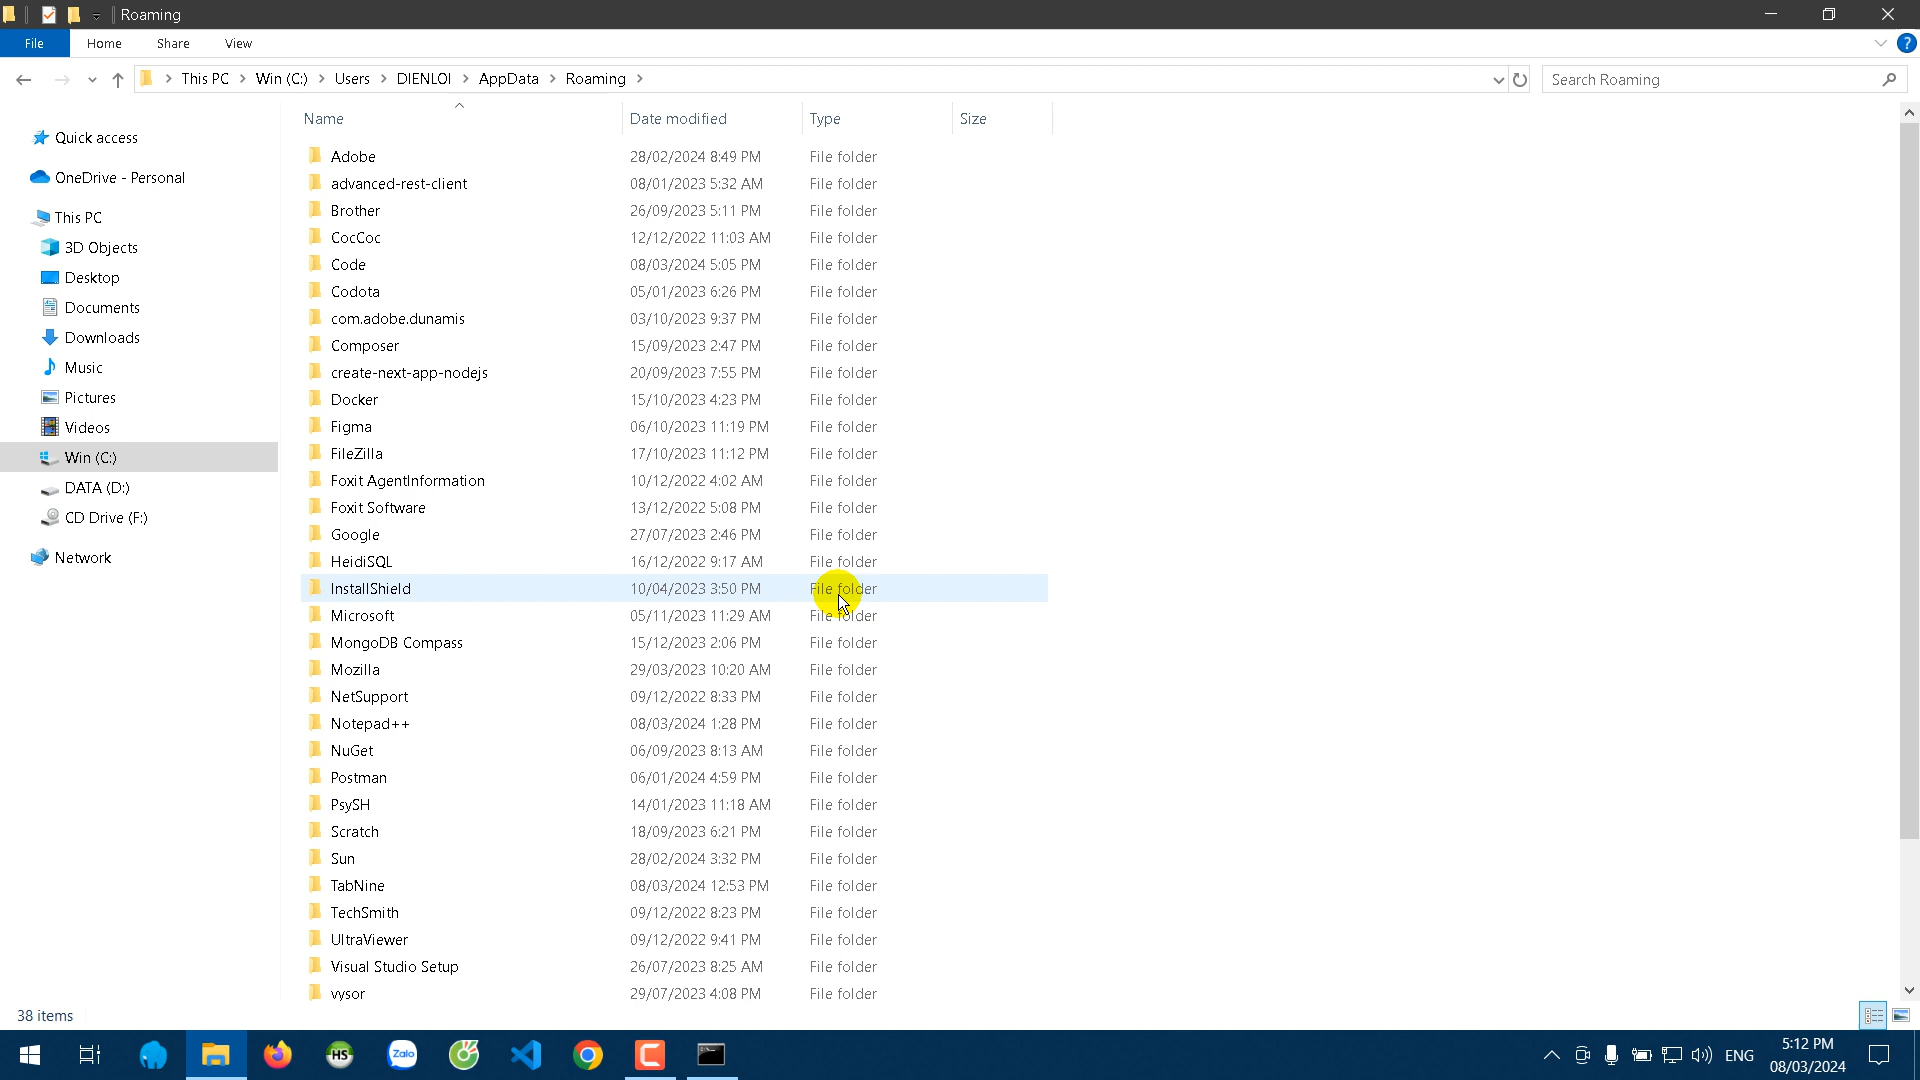 Roaming
File Home Share View
This PC Win (C:) Users DIENLOI AppData Roaming
Search Roaming
Name Date modified Type Size
Quick access
OneDrive - Personal
This PC
3D Objects
Desktop
Documents
Downloads
Music
Pictures
Videos
Win (C:)
DATA (D:)
CD Drive (F:)
Network
Adobe 28/02/2024 8:49 PM File folder
advanced-rest-client 08/01/2023 5:32 AM File folder
Brother 26/09/2023 5:11 PM File folder
CocCoc 12/12/2022 11:03 AM File folder
Code 08/03/2024 5:05 PM File folder
Codota 05/01/2023 6:26 PM File folder
com.adobe.dunamis 03/10/2023 9:37 PM File folder
Composer 15/09/2023 2:47 PM File folder
create-next-app-nodejs 20/09/2023 7:55 PM File folder
Docker 15/10/2023 4:23 PM File folder
Figma 06/10/2023 11:19 PM File folder
FileZilla 17/10/2023 11:12 PM File folder
Foxit AgentInformation 10/12/2022 4:02 AM File folder
Foxit Software 13/12/2022 5:08 PM File folder
Google 27/07/2023 2:46 PM File folder
HeidiSQL 16/12/2022 9:17 AM File folder
InstallShield 10/04/2023 3:50 PM File folder
Microsoft 05/11/2023 11:29 AM File folder
MongoDB Compass 15/12/2023 2:06 PM File folder
Mozilla 29/03/2023 10:20 AM File folder
NetSupport 09/12/2022 8:33 PM File folder
Notepad++ 08/03/2024 1:28 PM File folder
NuGet 06/09/2023 8:13 AM File folder
Postman 06/01/2024 4:59 PM File folder
PsySH 14/01/2023 11:18 AM File folder
Scratch 18/09/2023 6:21 PM File folder
Sun 28/02/2024 3:32 PM File folder
TabNine 08/03/2024 12:53 PM File folder
TechSmith 09/12/2022 8:23 PM File folder
UltraViewer 09/12/2022 9:41 PM File folder
Visual Studio Setup 26/07/2023 8:25 AM File folder
vysor 29/07/2023 4:08 PM File folder
38 items
HS
Zalo
ENG
5:12 PM
08/03/2024